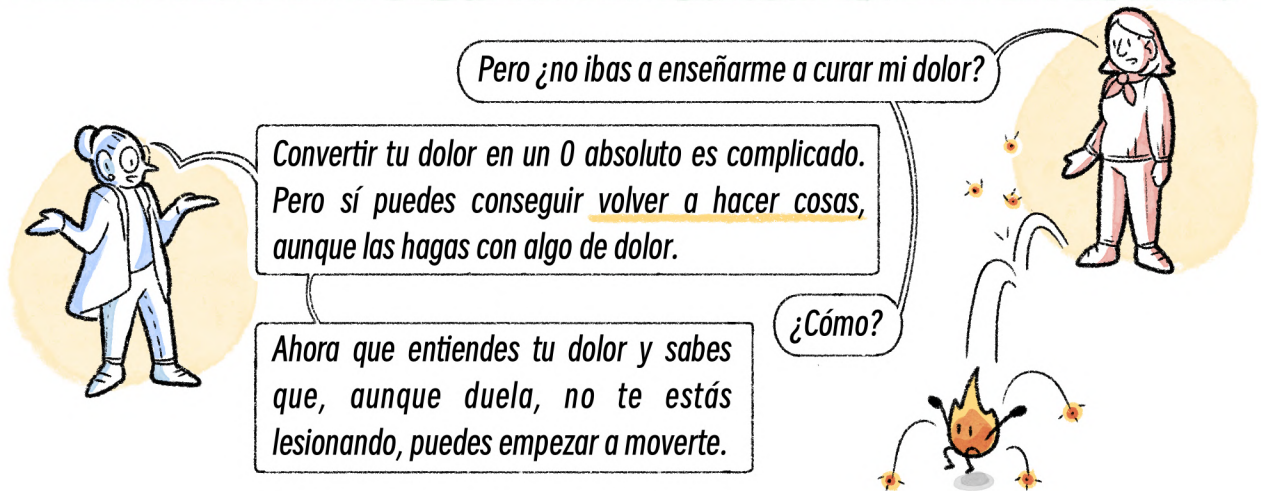 Pero ¿no ibas a enseñarme a curar mi dolor?
Convertir tu dolor en un 0 absoluto es complicado.
Pero sí puedes conseguir volver a hacer cosas,
aunque las hagas con algo de dolor.
¿Cómo?
Ahora que entiendes tu dolor y sabes
que, aunque duela, no te estás
lesionando, puedes empezar a moverte.